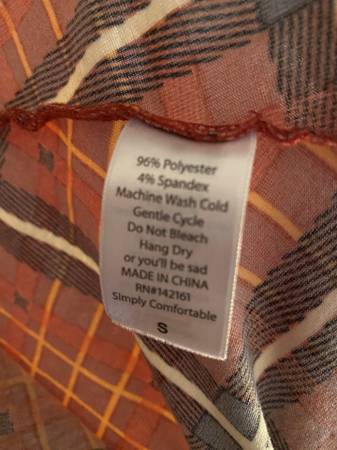 96% Polyester
4% Spandex
Machine Wash Cold
Gentle Cycle
Do Not Bleach
Hang Dry
or you'll be sad
MADE IN CHINA
RN#142161
Simply Comfortable
S